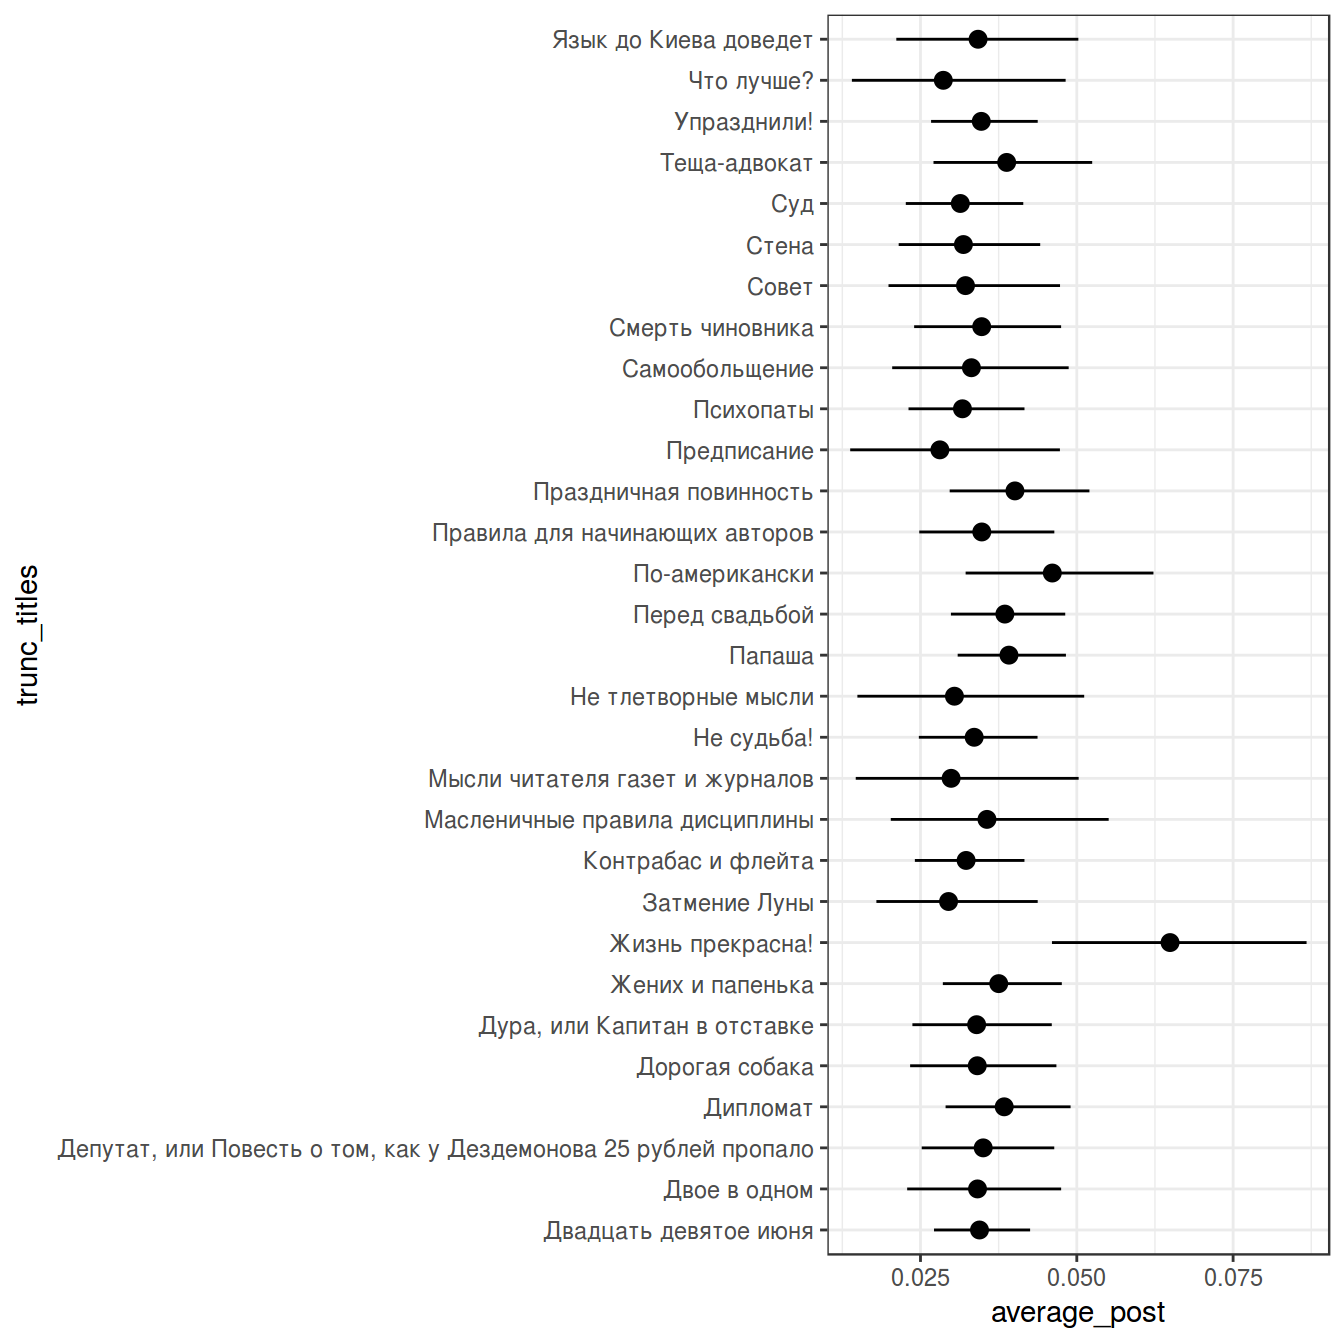 Язык до Киева доведет
Что лучше?
Упразднили!
Теща-адвокат
Суд
Стена
Совет
Смерть чиновника
Самообольщение
Психопаты
Предписание
Праздничная повинность
Правила для начинающих авторов
По-американски
Перед свадьбой
Папаша
Не тлетворные мысли
Не судьба!
Мысли читателя газет и журналов
Масленичные правила дисциплины
Контрабас и флейта
Затмение Луны
Жизнь прекрасна!
Жених и папенька
Дура, или Капитан в отставке
Дорогая собака
Дипломат
Депутат, или Повесть о том, как у Дездемонова 25 рублей пропало
Двое в одном
Двадцать девятое июня
trunc_titles
0.025 0.050 0.075
average_post